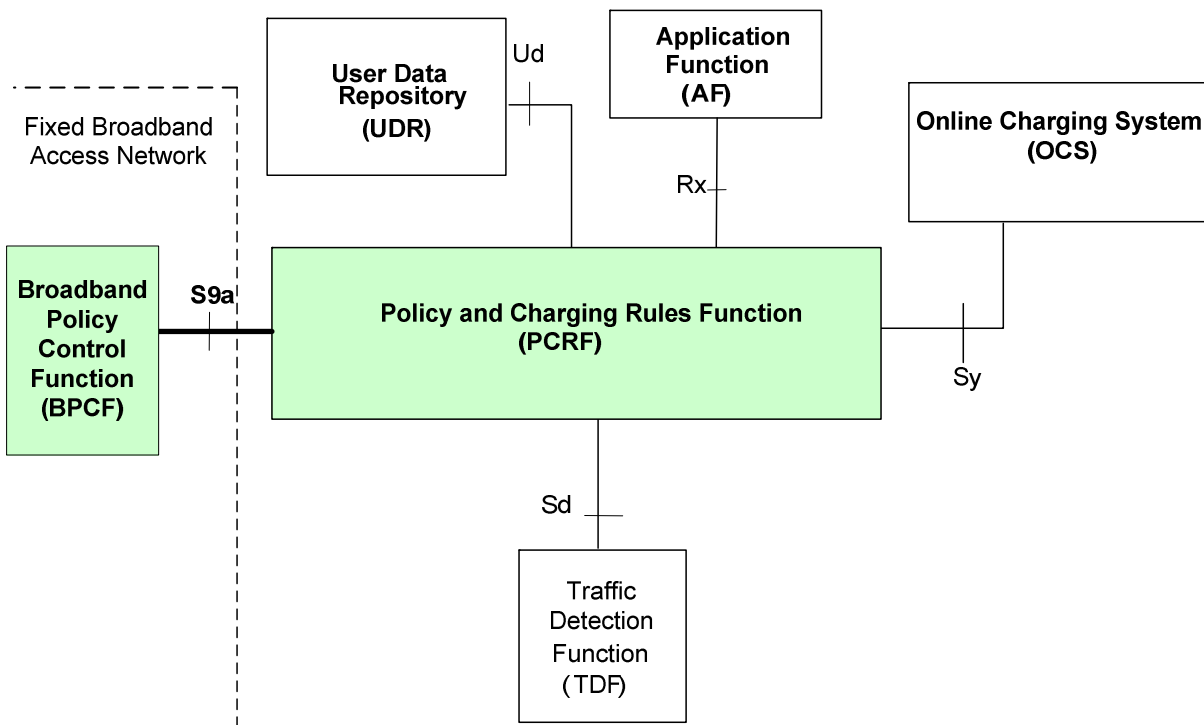 Ud
User Data
Repository
(UDR)
Application
Function
(AF)
Online Charging System
(OCS)
Fixed Broadband
Access Network
Rx
Broadband
Policy
Control
Function
(BPCF)
S9a
Policy and Charging Rules Function
(PCRF)
Sy
Sd
Traffic
Detection
Function
(TDF)